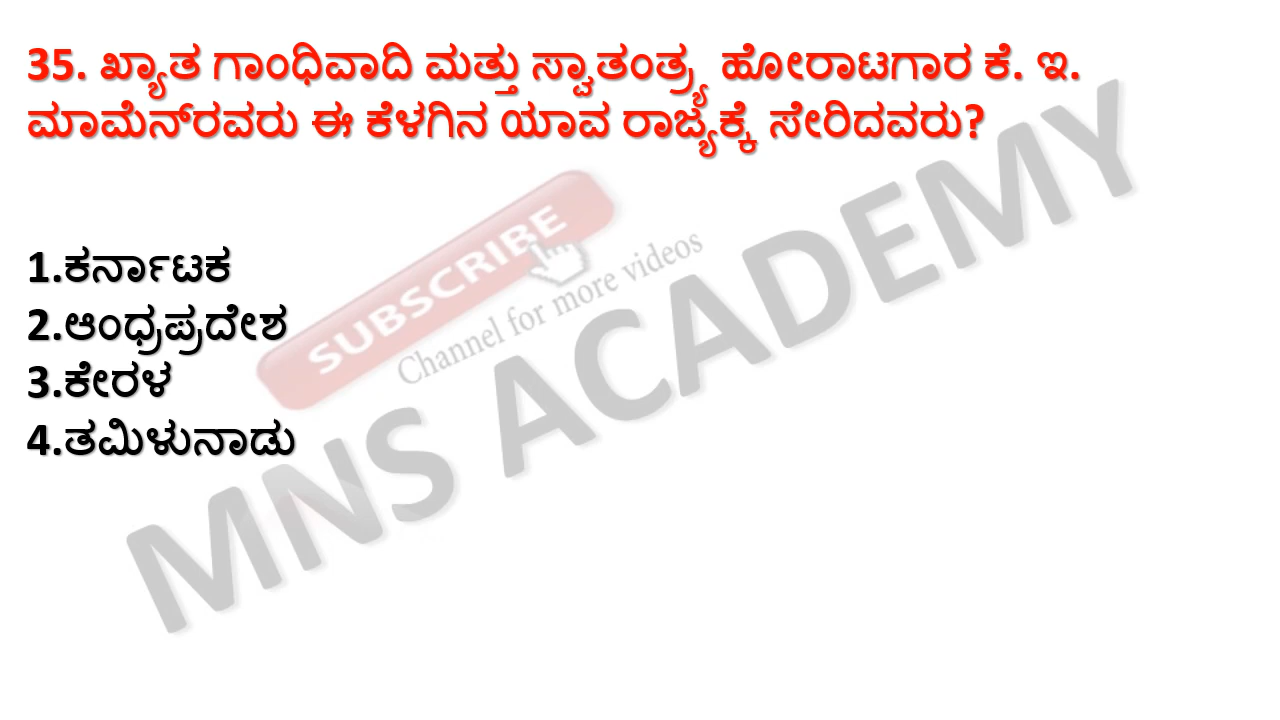 35. ಖ್ಯಾತ ಗಾಂಧಿವಾದಿ ಮತ್ತು ಸ್ವಾತಂತ್ರ್ಯ ಹೋರಾಟಗಾರ ಕೆ. ಇ.
ಮಾಮೆನ್‌ರವರು ಈ ಕೆಳಗಿನ ಯಾವ ರಾಜ್ಯಕ್ಕೆ ಸೇರಿದವರು?
1.ಕರ್ನಾಟಕ
2.ಆಂಧ್ರಪ್ರದೇಶ
3.ಕೇರಳ
4.ತಮಿಳುನಾಡು
SUBSCRIBE
Channel for more videos
MNS ACADEMY